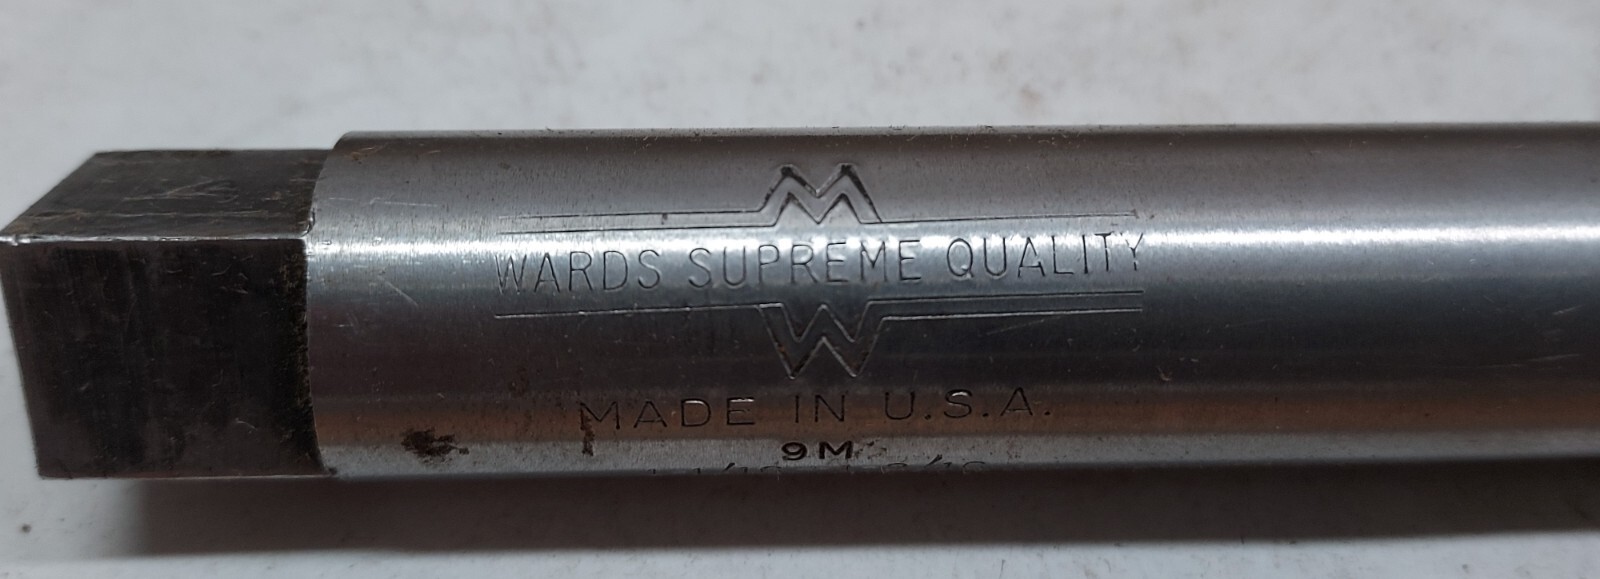 M
WARDS SUPREME QUALITY
W
MADE IN U.S.A.
9M